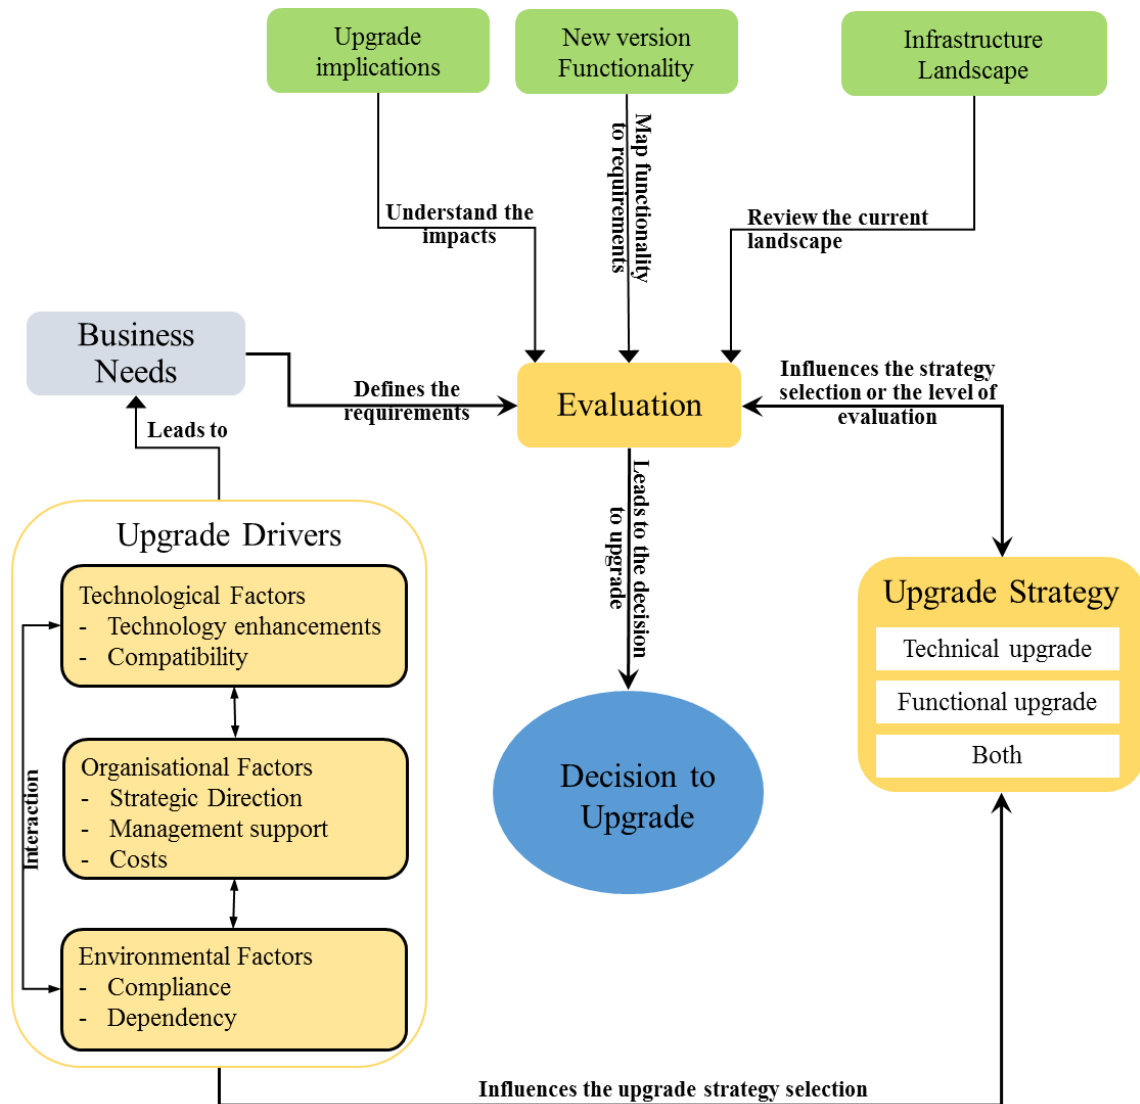 Upgrade
implications
New version
Functionality
Infrastructure
Landscape
Understand the
impacts
Map functionality
to requirements
Review the current
landscape
Business
Needs
Defines the
requirements
Evaluation
Influences the strategy
selection or the level of
evaluation
Leads to
Leads to the decision
to upgrade
Upgrade Drivers
Technological Factors
- Technology enhancements
- Compatibility
Organisational Factors
- Strategic Direction
- Management support
- Costs
Environmental Factors
- Compliance
- Dependency
Interaction
Decision to
Upgrade
Upgrade Strategy
Technical upgrade
Functional upgrade
Both
Influences the upgrade strategy selection